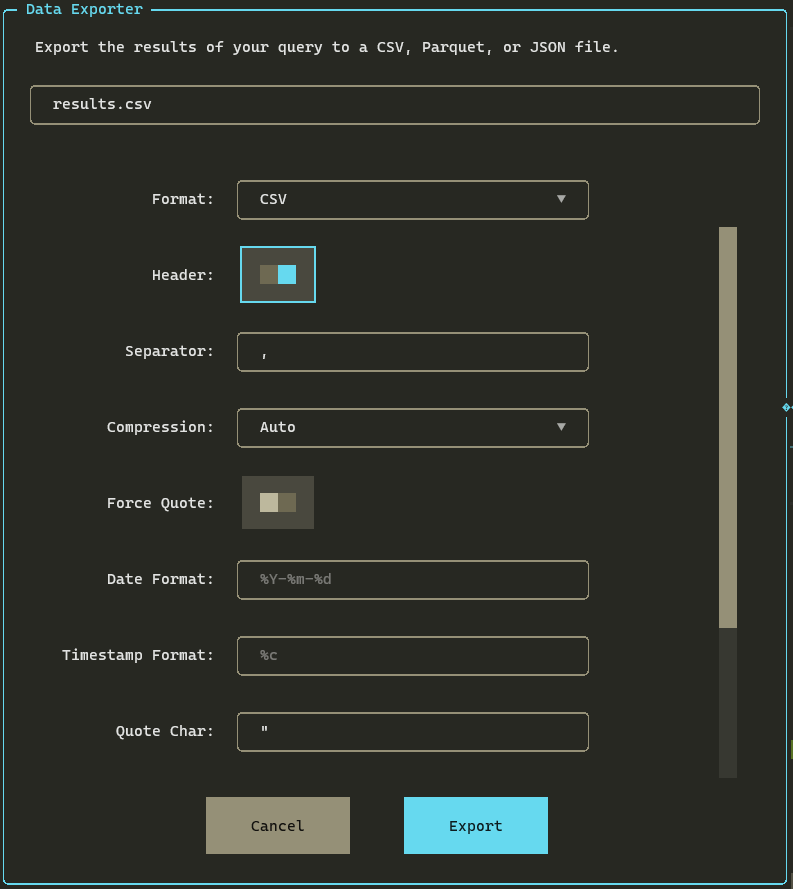 Data Exporter
Export the results of your query to a CSV, Parquet, or JSON file.
results.csv
Format: CSV ▼
Header:
Separator: ,
Compression: Auto ▼
Force Quote:
Date Format: %Y-%m-%d
Timestamp Format: %c
Quote Char: "
Cancel Export